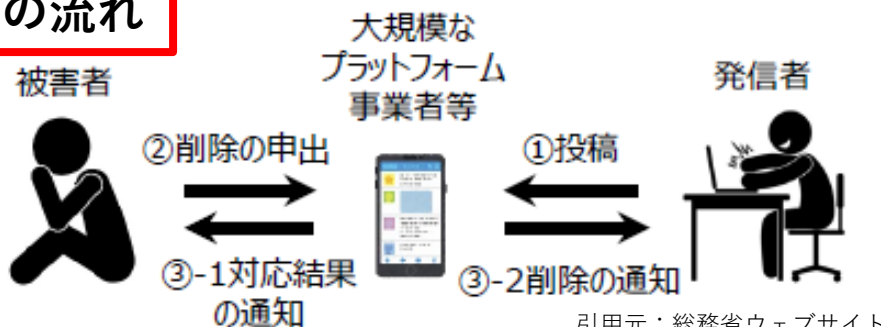 の流れ
大規模な
プラットフォーム
事業者等
被害者
発信者
②削除の申出
①投稿
③-1対応結果
の通知
③-2削除の通知
引用元：総務省ウェブサイト